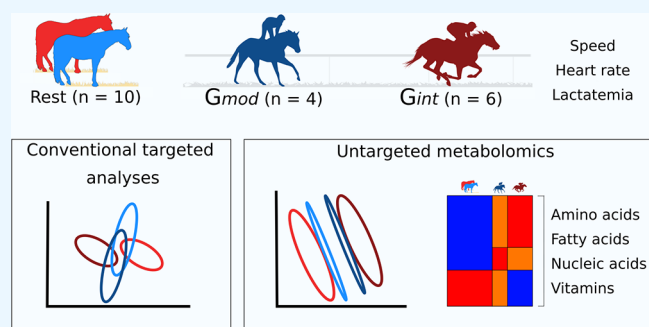 Rest (n = 10)
Gmod (n = 4)
Gint (n = 6)
Speed
Heart rate
Lactatemia
Conventional targeted
analyses
Untargeted metabolomics
Amino acids
Fatty acids
Nucleic acids
Vitamins